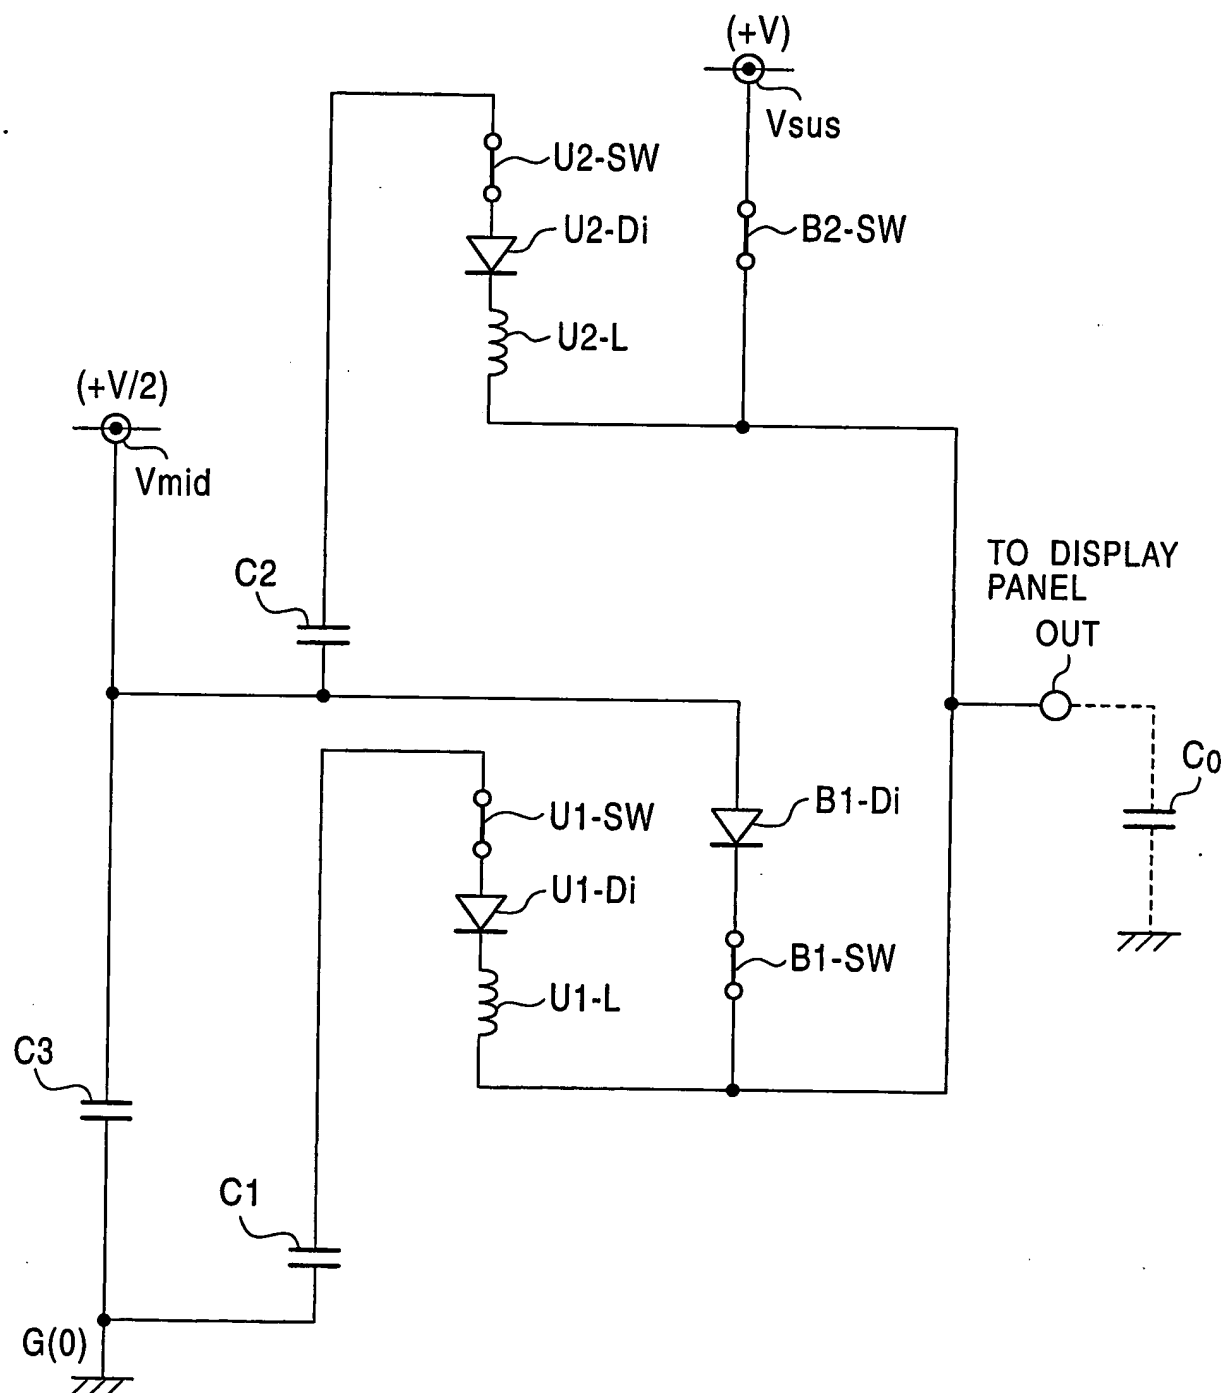 (+V)
Vsus
U2-SW
U2-Di
B2-SW
U2-L
(+V/2)
Vmid
C2
TO DISPLAY
PANEL
OUT
C0
B1-Di
U1-SW
U1-Di
B1-SW
U1-L
C3
C1
G(0)